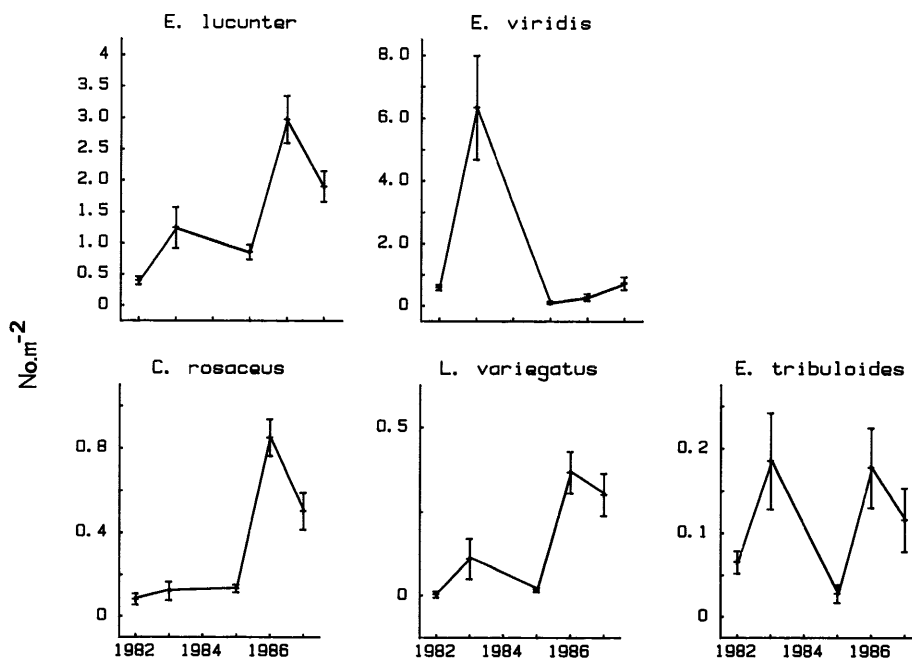 E. lucunter
4
3.5
3.0
2.5
2.0
1.5
1.0
0.5
0
E. viridis
8.0
6.0
4.0
2.0
0
No.m-2
C. rosaceus
0.8
0.4
0
1982 1984 1986
L. variegatus
0.5
0
1982 1984 1986
E. tribuloides
0.2
0.1
0
1982 1984 1986